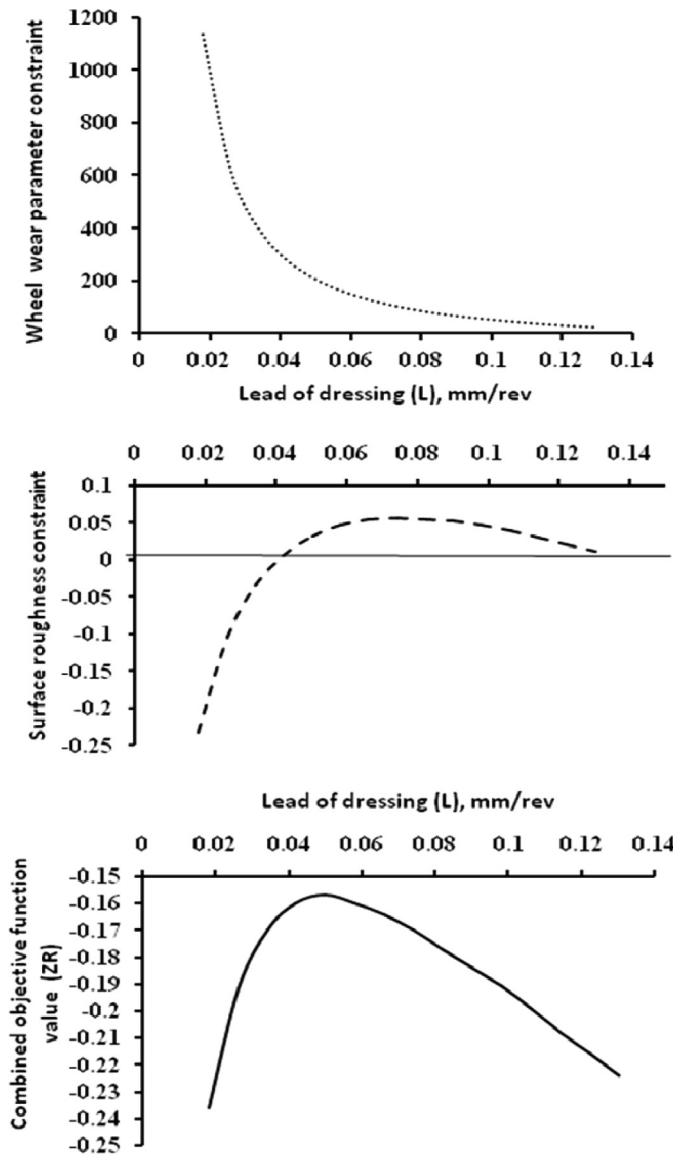 Wheel wear parameter constraint
1200
1000
800
600
400
200
0
0 0.02 0.04 0.06 0.08 0.1 0.12 0.14
Lead of dressing (L), mm/rev
0 0.02 0.04 0.06 0.08 0.1 0.12 0.14
Surface roughness constraint
0.1
0.05
0
-0.05
-0.1
-0.15
-0.2
-0.25
Lead of dressing (L), mm/rev
0 0.02 0.04 0.06 0.08 0.1 0.12 0.14
Combined objective function
value (ZR)
-0.15
-0.16
-0.17
-0.18
-0.19
-0.2
-0.21
-0.22
-0.23
-0.24
-0.25